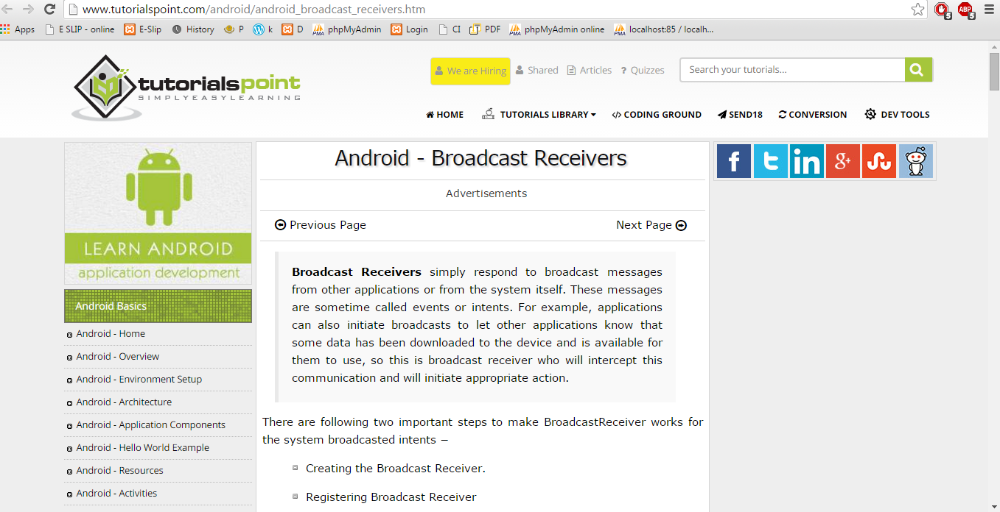 www.tutorialspoint.com/android/android_broadcast_receivers.htm
5
ABP
5
Apps
E SLIP - online
E-Slip
History
P
k
D
PMA
phpMyAdmin
Login
CI
PDF
PMA
phpMyAdmin online
PMA
localhost:85 / localh...
tutorialspoint
SIMPLYEASYLEARNING
We are Hiring
Shared
Articles
? Quizzes
Search your tutorials...
HOME
TUTORIALS LIBRARY
</> CODING GROUND
SEND18
CONVERSION
DEV TOOLS
LEARN ANDROID
application development
Android Basics
Android - Home
Android - Overview
Android - Environment Setup
Android - Architecture
Android - Application Components
Android - Hello World Example
Android - Resources
Android - Activities
Android - Broadcast Receivers
Advertisements
Previous Page
Next Page
Broadcast Receivers simply respond to broadcast messages
from other applications or from the system itself. These messages
are sometime called events or intents. For example, applications
can also initiate broadcasts to let other applications know that
some data has been downloaded to the device and is available for
them to use, so this is broadcast receiver who will intercept this
communication and will initiate appropriate action.
There are following two important steps to make BroadcastReceiver works for
the system broadcasted intents −
Creating the Broadcast Receiver.
Registering Broadcast Receiver
f
t
in
g+